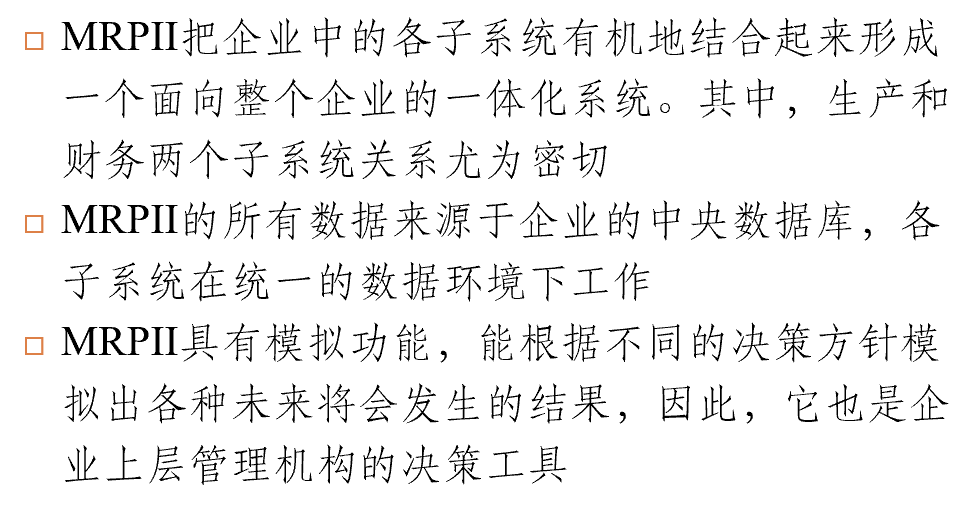 MRPII把企业中的各子系统有机地结合起来形成
一个面向整个企业的一体化系统。其中，生产和
财务两个子系统关系尤为密切
MRPII的所有数据来源于企业的中央数据库，各
子系统在统一的数据环境下工作
MRPII具有模拟功能，能根据不同的决策方针模
拟出各种未来将会发生的结果，因此，它也是企
业上层管理机构的决策工具